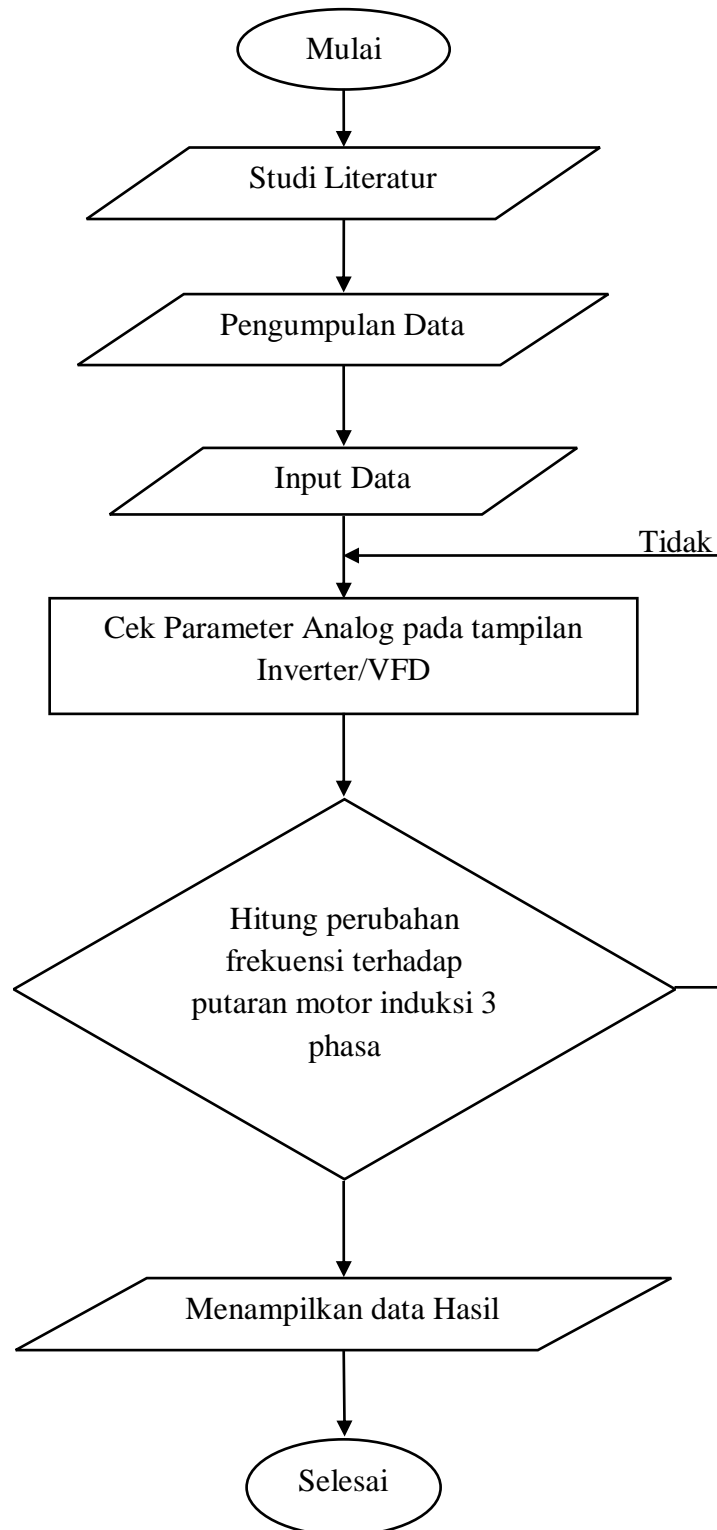 Mulai
Studi Literatur
Pengumpulan Data
Input Data
Tidak
Cek Parameter Analog pada tampilan
Inverter/VFD
Hitung perubahan
frekuensi terhadap
putaran motor induksi 3
phasa
Menampilkan data Hasil
Selesai